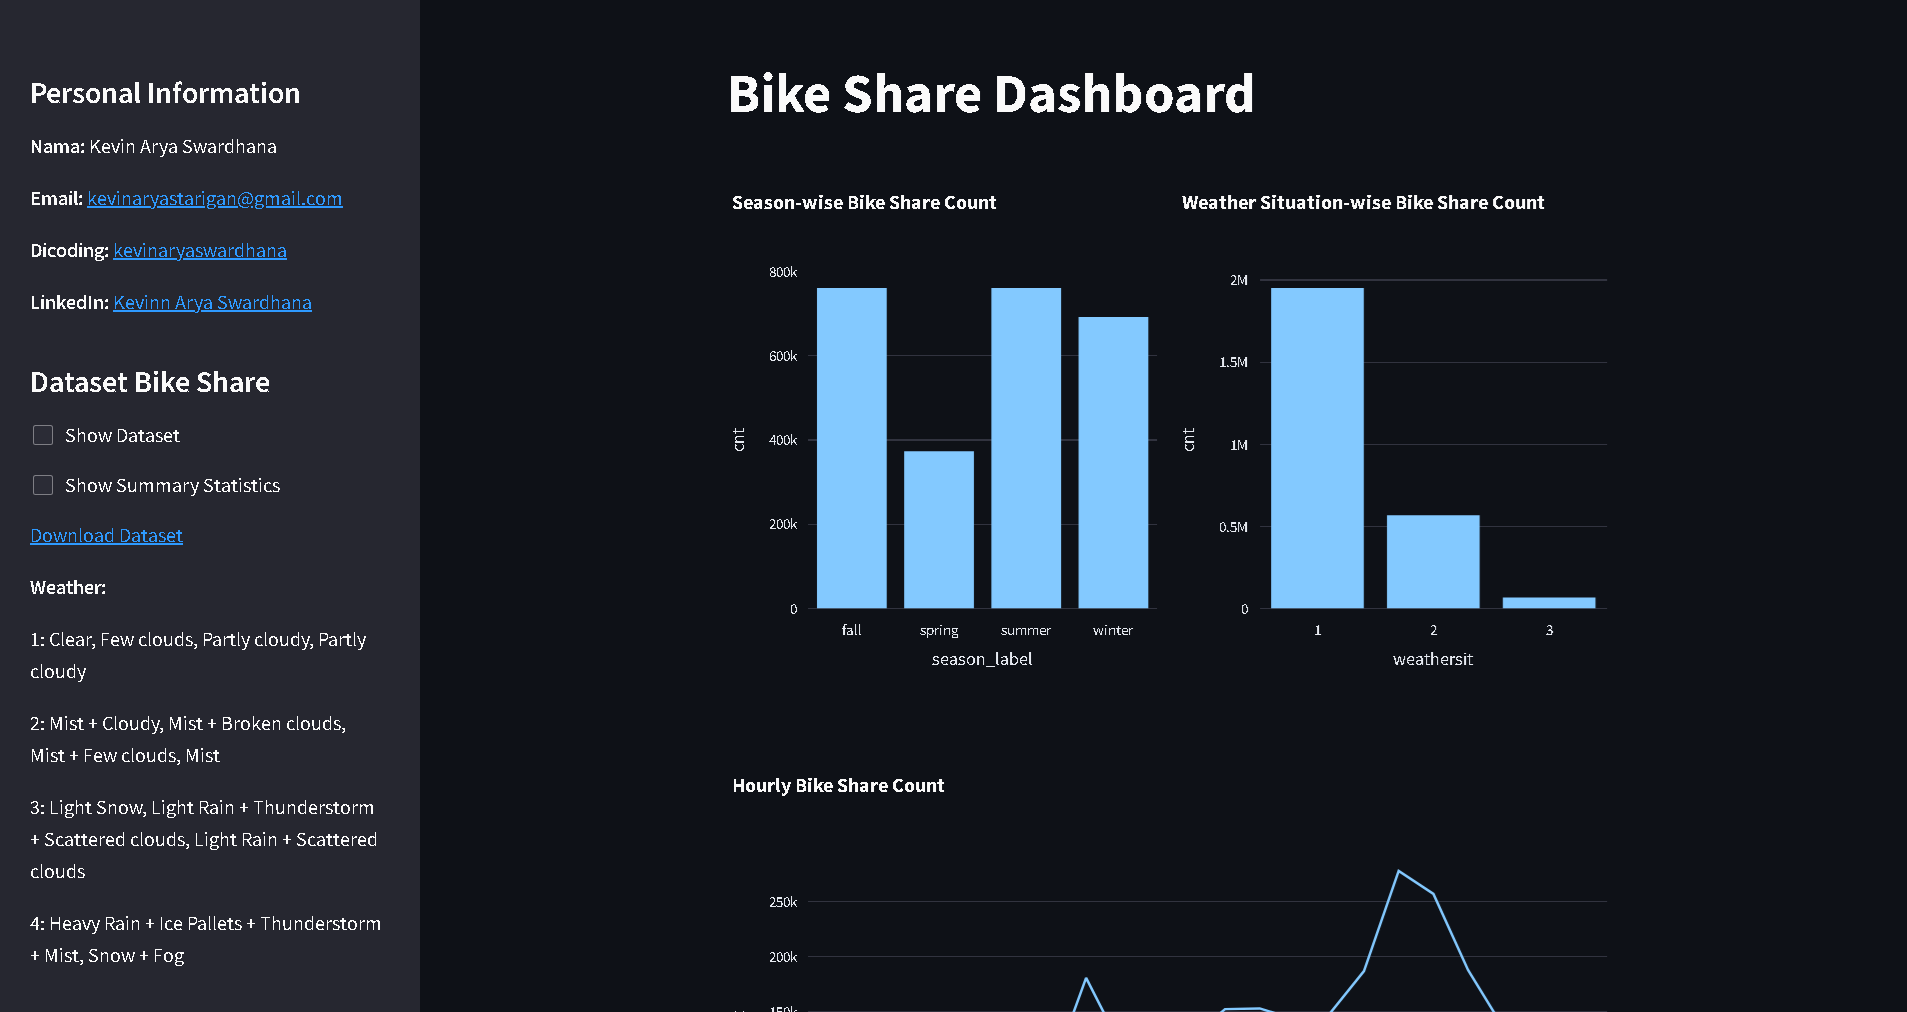 Personal Information
Nama: Kevin Arya Swardhana
Email: kevinaryastarigan@gmail.com
Dicoding: kevinaryaswardhana
LinkedIn: Kevinn Arya Swardhana
Dataset Bike Share
Show Dataset
Show Summary Statistics
Download Dataset
Weather:
1: Clear, Few clouds, Partly cloudy, Partly
cloudy
2: Mist + Cloudy, Mist + Broken clouds,
Mist + Few clouds, Mist
3: Light Snow, Light Rain + Thunderstorm
+ Scattered clouds, Light Rain + Scattered
clouds
4: Heavy Rain + Ice Pallets + Thunderstorm
+ Mist, Snow + Fog
Bike Share Dashboard
Season-wise Bike Share Count
800k
600k
400k
200k
0
cnt
fall spring summer winter
season_label
Weather Situation-wise Bike Share Count
2M
1.5M
1M
0.5M
0
cnt
1 2 3
weathersit
Hourly Bike Share Count
250k
200k
150k